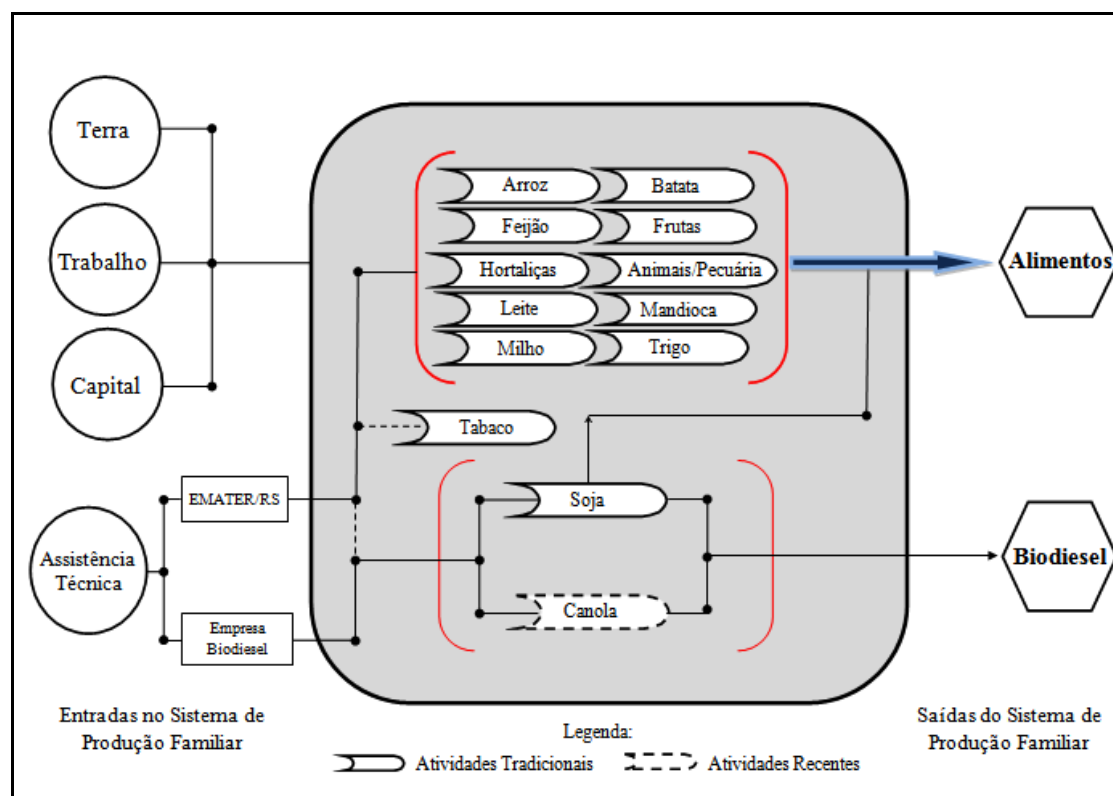 Terra
Trabalho
Capital
Assistência
Técnica
EMATER/RS
Empresa
Biodiesel
Arroz
Batata
Feijão
Frutas
Hortaliças
Animais/Pecuária
Leite
Mandioca
Milho
Trigo
Tabaco
Soja
Canola
Alimentos
Biodiesel
Entradas no Sistema de
Produção Familiar
Legenda:
Atividades Tradicionais
Atividades Recentes
Saídas do Sistema de
Produção Familiar